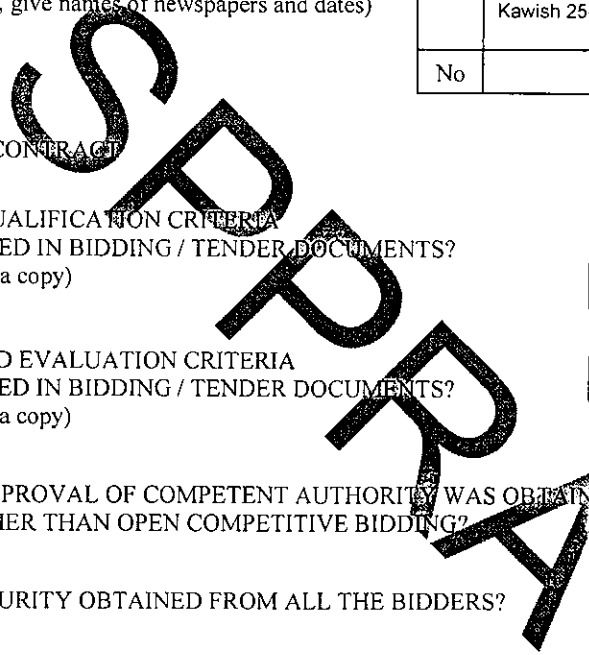 , give names of newspapers and dates)
Kawish 25
No
CONTRACT
UALIFICATION CRITERIA
ED IN BIDDING / TENDER DOCUMENTS?
a copy)
D EVALUATION CRITERIA
ED IN BIDDING / TENDER DOCUMENTS?
a copy)
PROVAL OF COMPETENT AUTHORITY WAS OBTAIN
HER THAN OPEN COMPETITIVE BIDDING?
URITY OBTAINED FROM ALL THE BIDDERS?
SPPRA